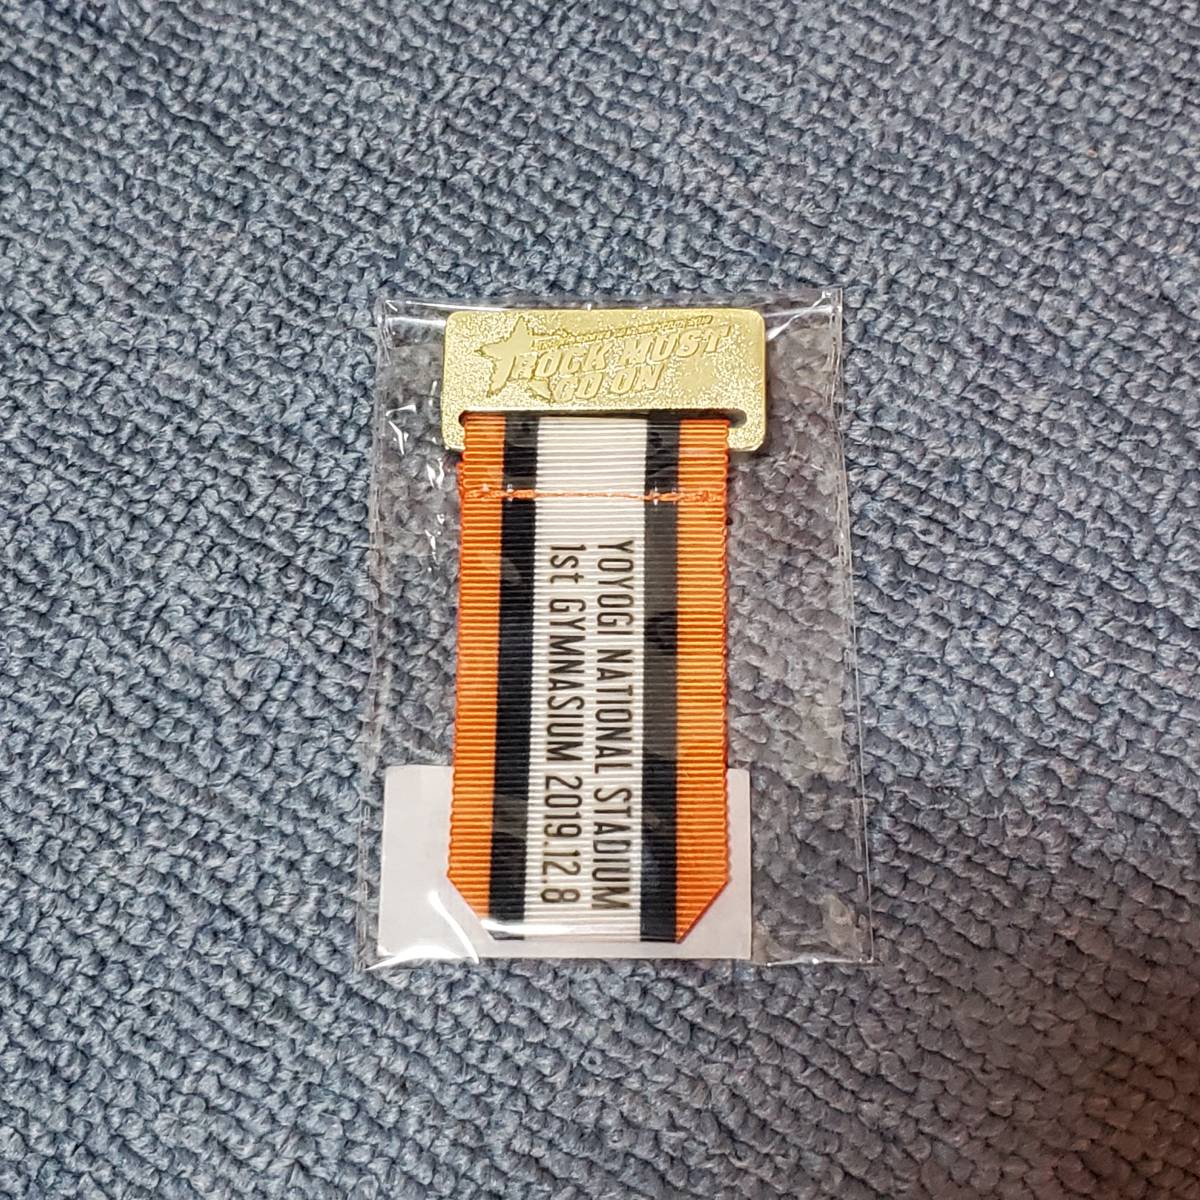 ROCK MUST
GO ON
YOYOGI NATIONAL STADIUM
1st GYMNASIUM 2019.12.8